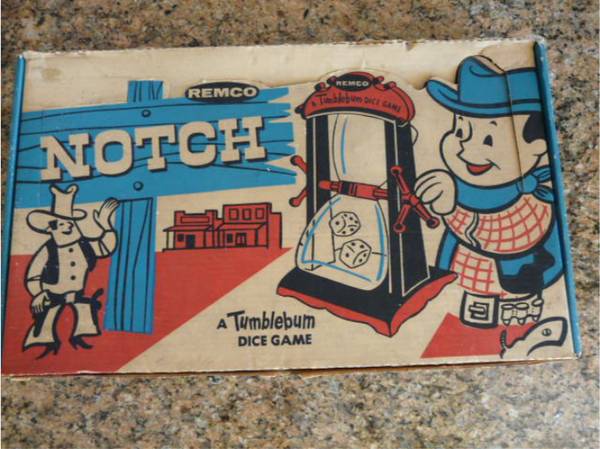 REMCO
NOTCH
REMCO
A Tumblebum DICE GAME
A Tumblebum
DICE GAME